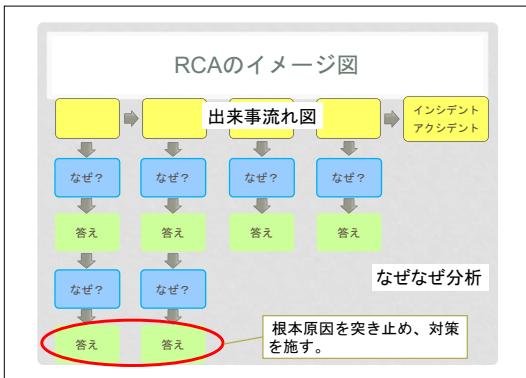 RCAのイメージ図
出来事流れ図
インシデント
アクシデント
なぜ？ なぜ？ なぜ？ なぜ？
答え 答え 答え 答え
なぜなぜ分析
なぜ？ なぜ？
答え 答え
根本原因を突き止め、対策
を施す。